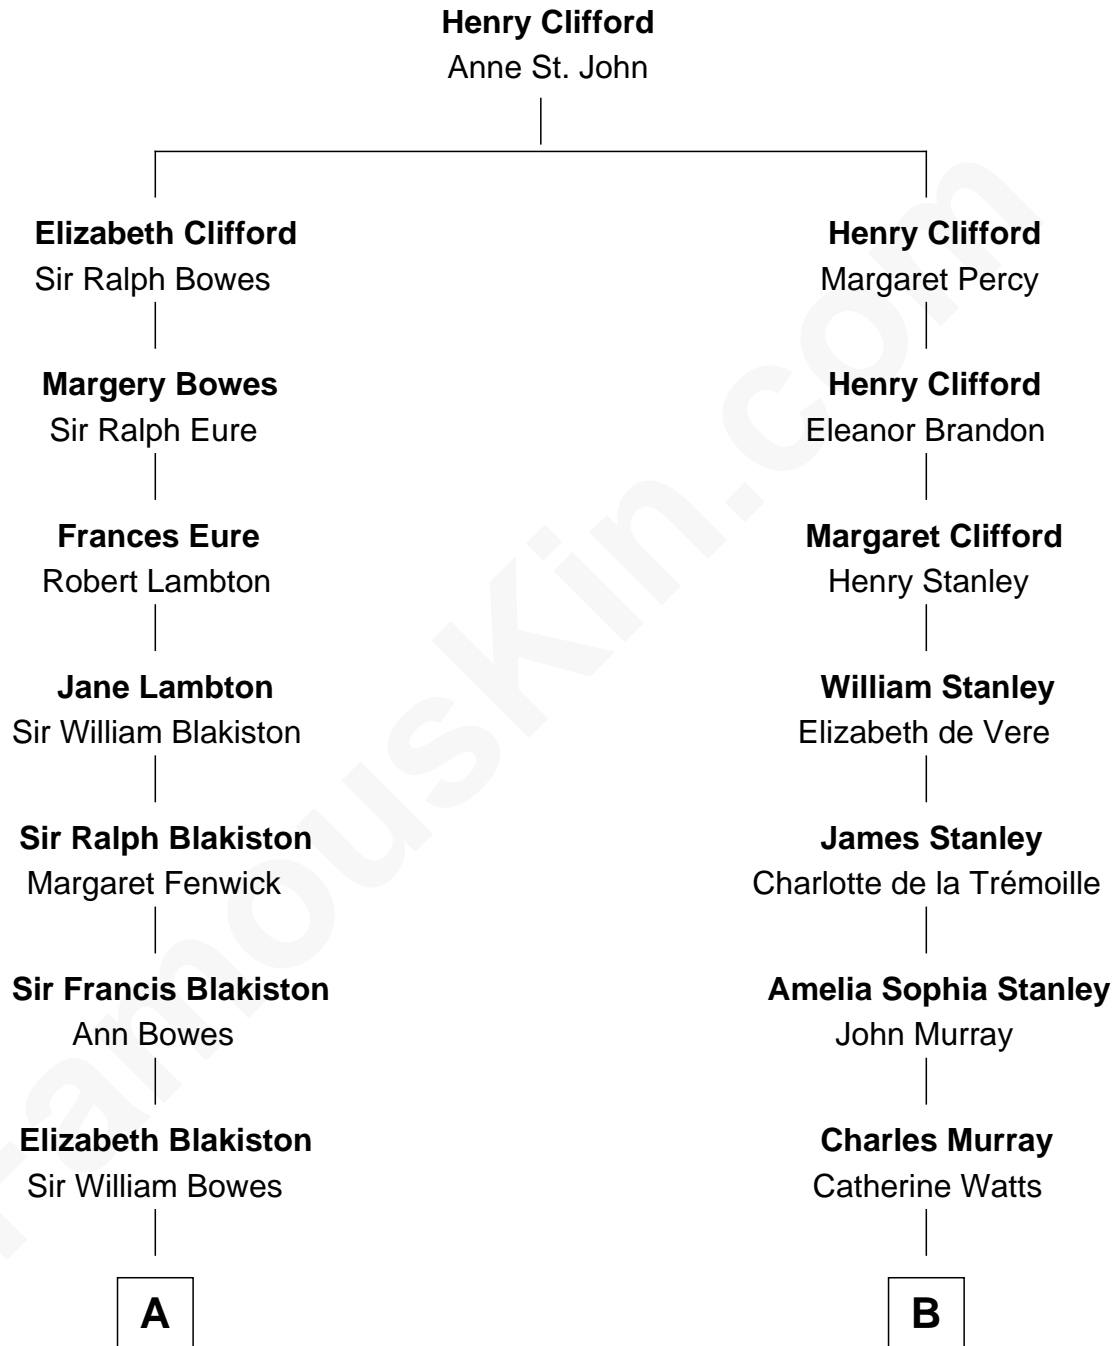 Henry Clifford
Anne St. John
Elizabeth Clifford
Sir Ralph Bowes
Henry Clifford
Margaret Percy
Margery Bowes
Sir Ralph Eure
Henry Clifford
Eleanor Brandon
Frances Eure
Robert Lambton
Margaret Clifford
Henry Stanley
Jane Lambton
Sir William Blakiston
William Stanley
Elizabeth de Vere
Sir Ralph Blakiston
Margaret Fenwick
James Stanley
Charlotte de la Trémoille
Sir Francis Blakiston
Ann Bowes
Amelia Sophia Stanley
John Murray
Elizabeth Blakiston
Sir William Bowes
Charles Murray
Catherine Watts
A
B
FamousKin.com